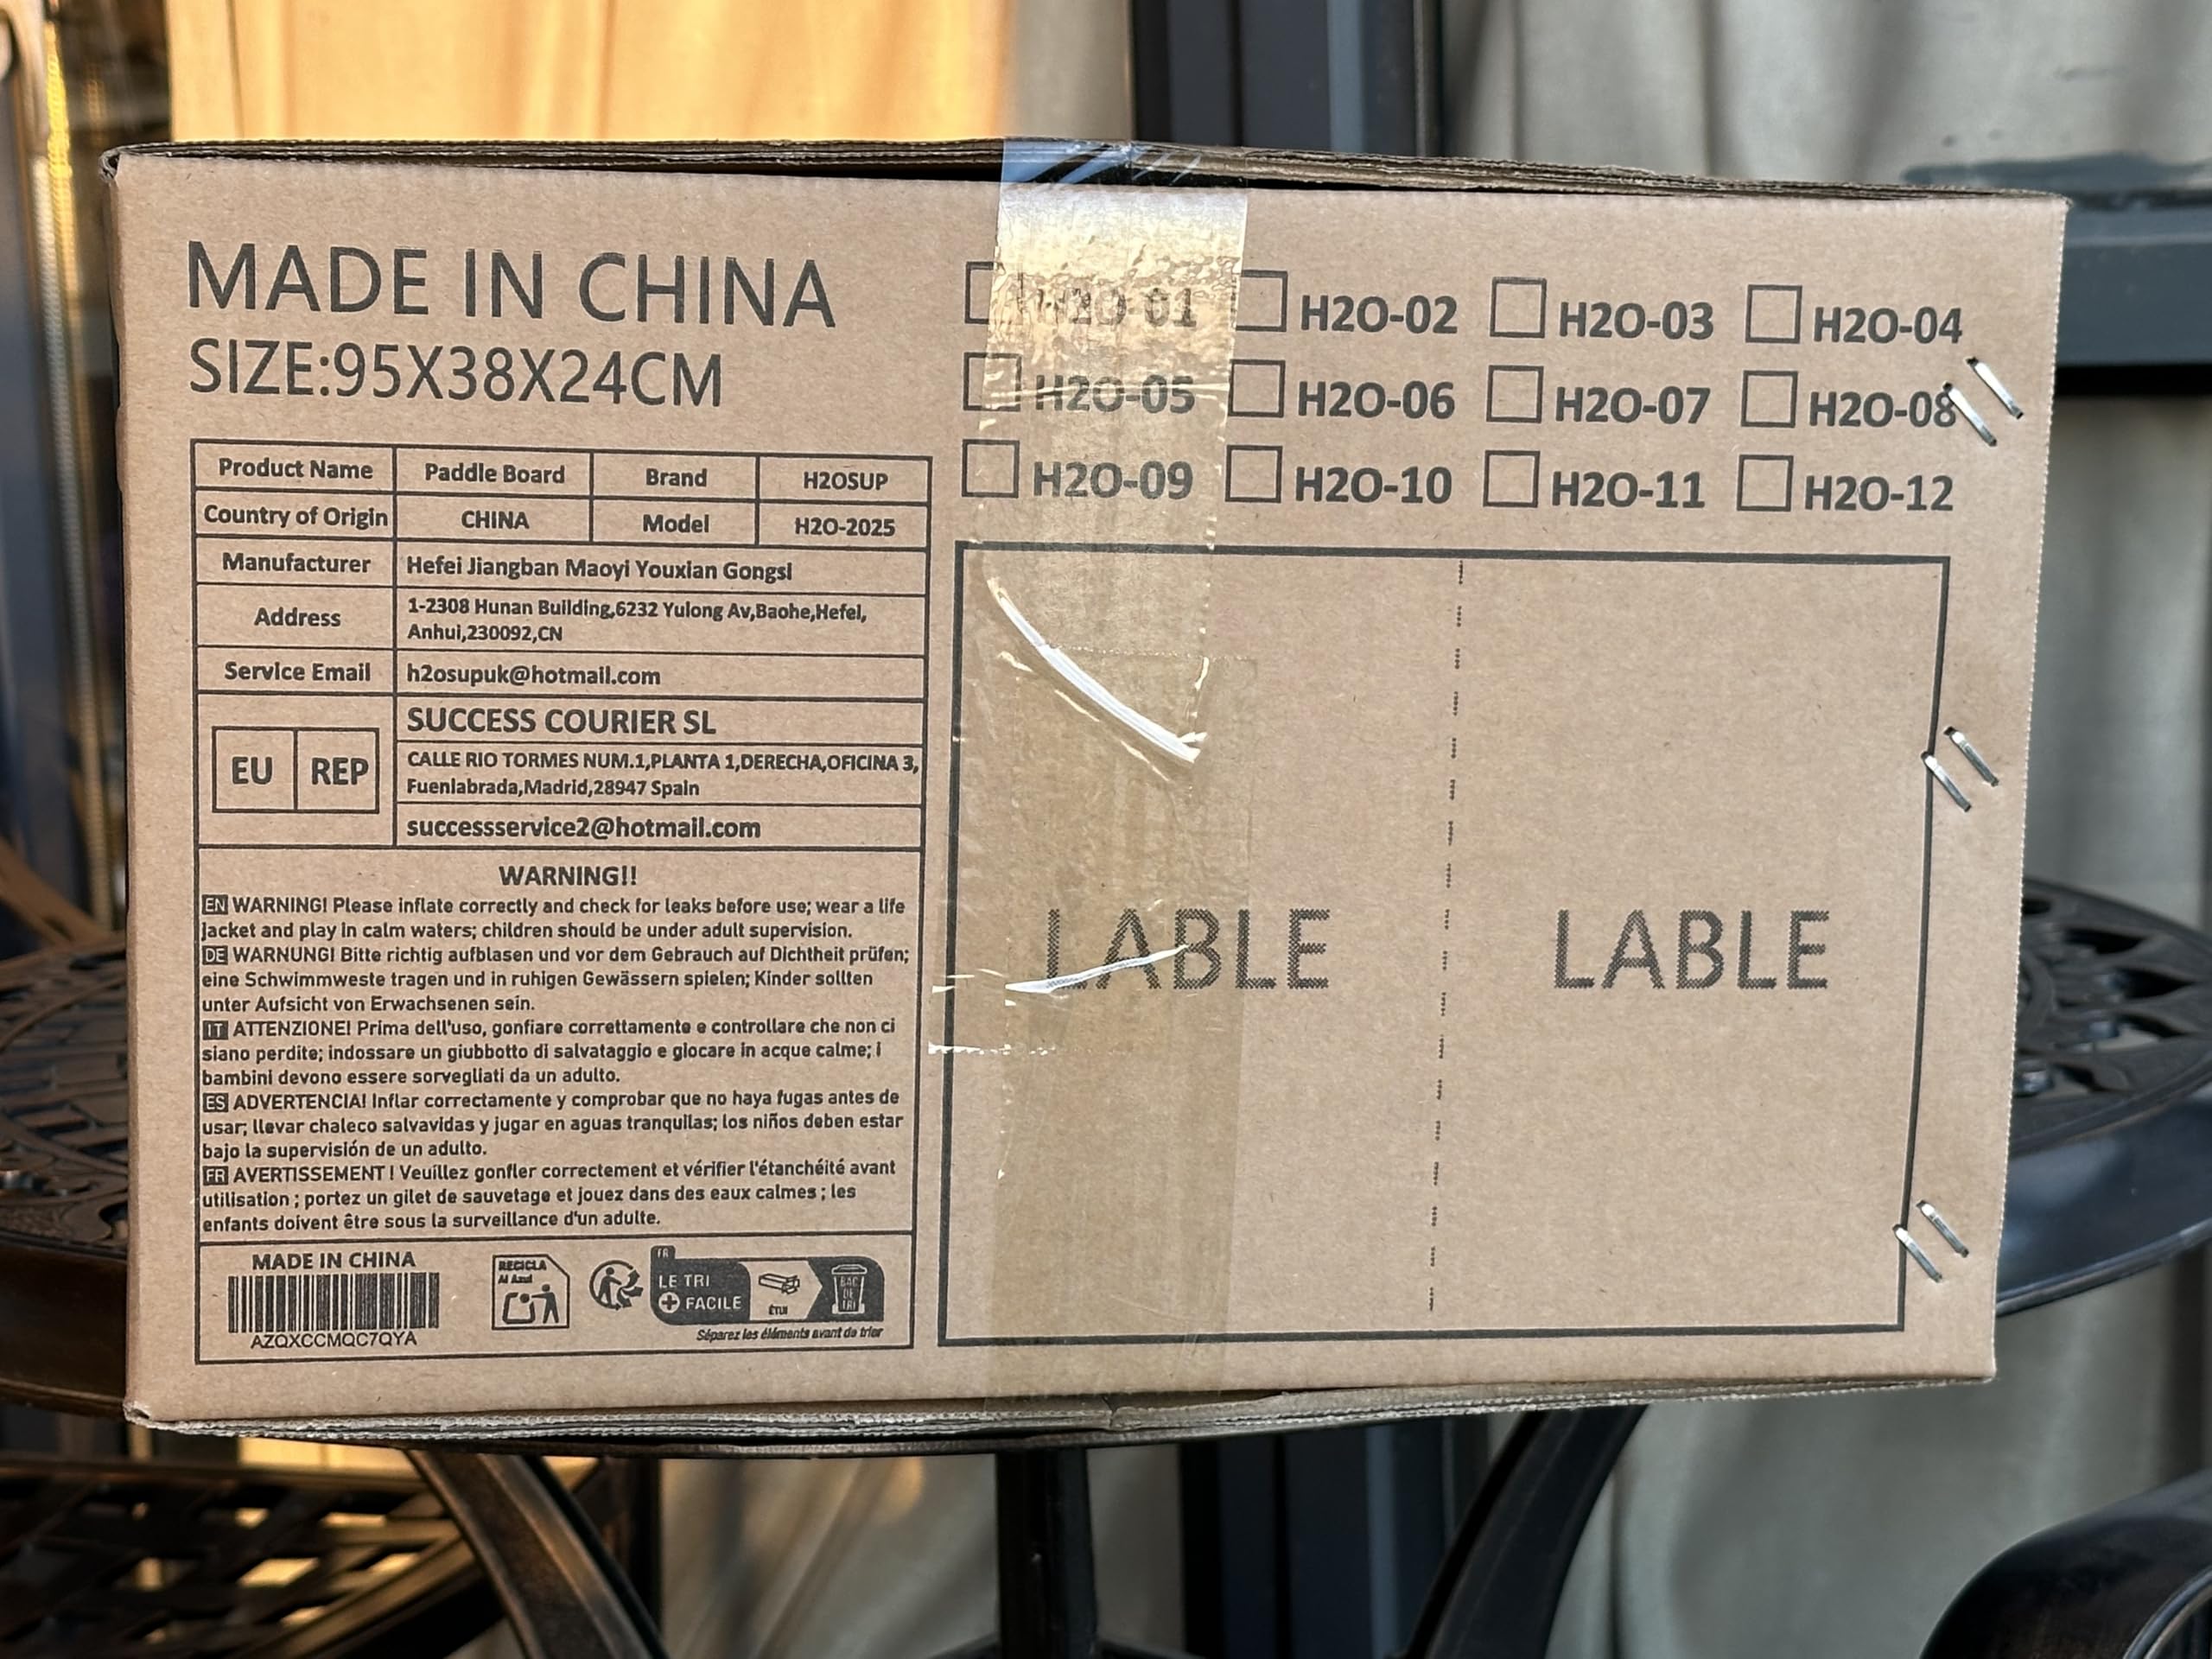 MADE IN CHINA
SIZE:95X38X24CM
H2O-01 H2O-02 H2O-03 H2O-04
H2O-05 H2O-06 H2O-07 H2O-08
H2O-09 H2O-10 H2O-11 H2O-12
Product Name Paddle Board Brand H2OSUP
Country of Origin CHINA Model H2O-2025
Manufacturer Hefei Jiangban Maoyi Youxian Gongsi
Address 1-2308 Hunan Building,6232 Yulong Av,Baohe,Hefei,
Anhui,230092,CN
Service Email h2osupuk@hotmail.com
EU REP
SUCCESS COURIER SL
CALLE RIO TORMES NUM.1,PLANTA 1,DERECHA,OFICINA 3,
Fuenlabrada,Madrid,28947 Spain
successservice2@hotmail.com
WARNING!!
EN WARNING! Please inflate correctly and check for leaks before use; wear a life
jacket and play in calm waters; children should be under adult supervision.
DE WARNUNG! Bitte richtig aufblasen und vor dem Gebrauch auf Dichtheit prüfen;
eine Schwimmweste tragen und in ruhigen Gewässern spielen; Kinder sollten
unter Aufsicht von Erwachsenen sein.
IT ATTENZIONE! Prima dell'uso, gonfiare correttamente e controllare che non ci
siano perdite; indossare un giubbotto di salvataggio e giocare in acque calme; i
bambini devono essere sorvegliati da un adulto.
ES ADVERTENCIA! Inflar correctamente y comprobar que no haya fugas antes de
usar; llevar chaleco salvavidas y jugar en aguas tranquilas; los niños deben estar
bajo la supervisión de un adulto.
FR AVERTISSEMENT ! Veuillez gonfler correctement et vérifier l'étanchéité avant
utilisation ; portez un gilet de sauvetage et jouez dans des eaux calmes ; les
enfants doivent être sous la surveillance d'un adulte.
MADE IN CHINA
AZQXCCMQC7QYA
RECICLA
Al Azul
FR
LE TRI
+ FACILE
ÉTUI
BAC
DE
TRI
Séparez les éléments avant de trier
LABLE LABLE